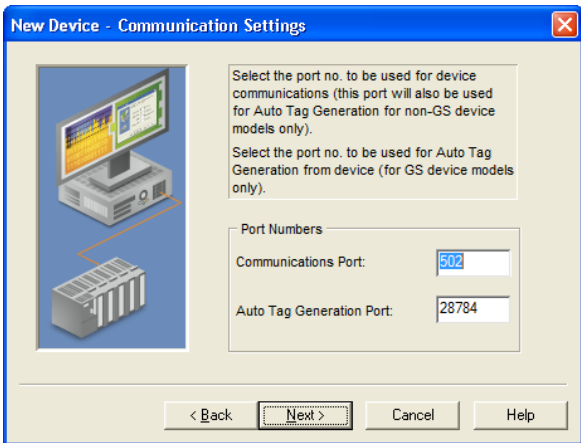 New Device - Communication Settings
Select the port no. to be used for device
communications (this port will also be used
for Auto Tag Generation for non-GS device
models only).
Select the port no. to be used for Auto Tag
Generation from device (for GS device models
only).
Port Numbers
Communications Port: 502
Auto Tag Generation Port: 28784
< Back Next > Cancel Help